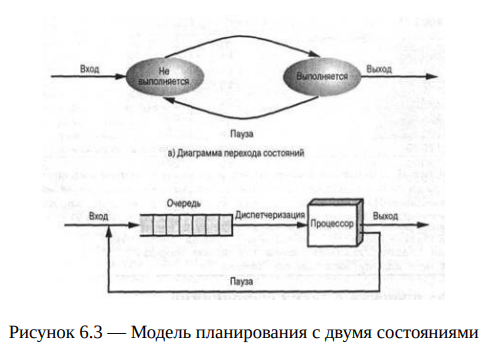 Вход
Не
выполняется
Выполняется
Выход
Пауза
а) Диаграмма перехода состояний
Очередь
Вход
Диспетчеризация
Процессор
Выход
Пауза
Рисунок 6.3 — Модель планирования с двумя состояниями